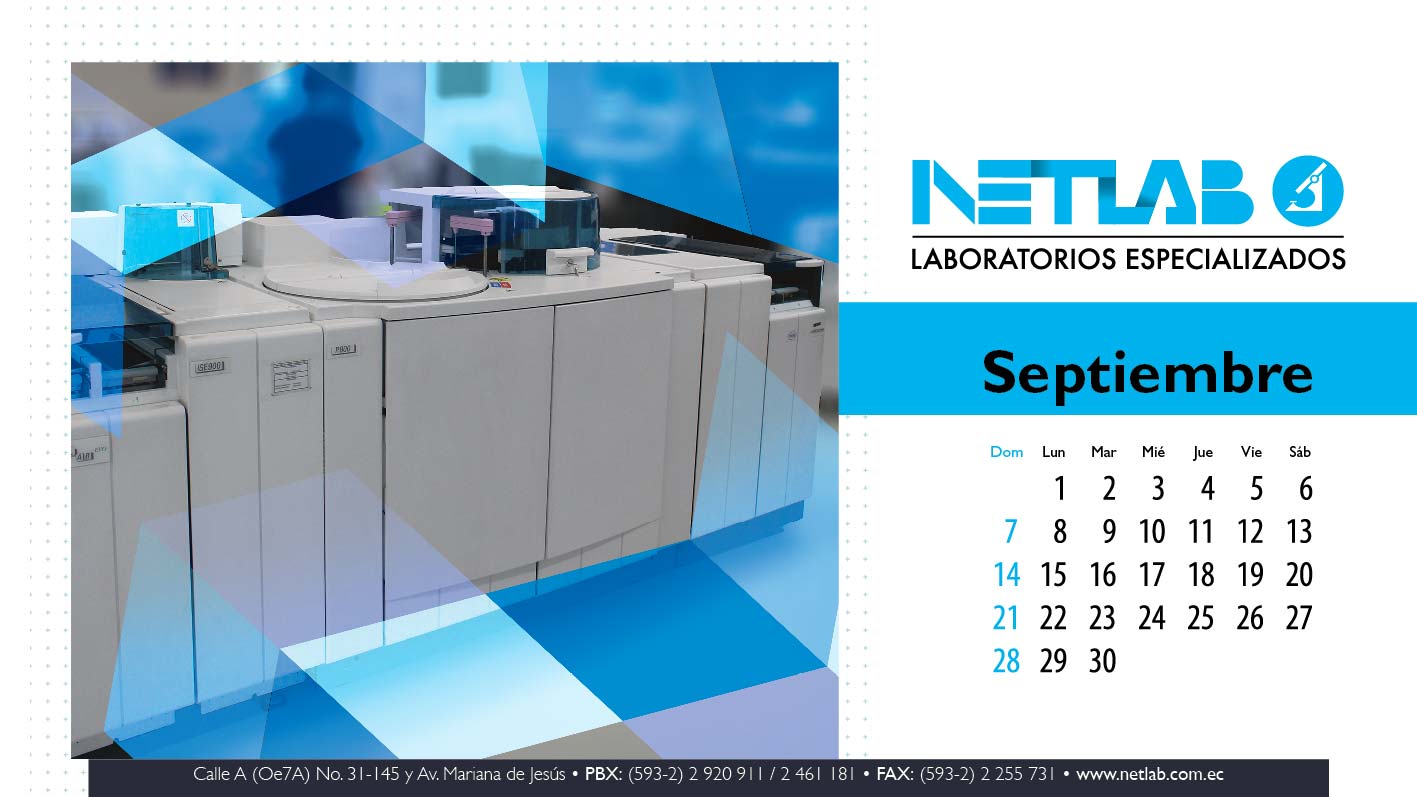 NETLAB
LABORATORIOS ESPECIALIZADOS
Septiembre
Dom Lun Mar Mié Jue Vie Sáb
1 2 3 4 5 6
7 8 9 10 11 12 13
14 15 16 17 18 19 20
21 22 23 24 25 26 27
28 29 30
ISE900
P800
Calle A (Oe7A) No. 31-145 y Av. Mariana de Jesús • PBX: (593-2) 2 920 911 / 2 461 181 • FAX: (593-2) 2 255 731 • www.netlab.com.ec